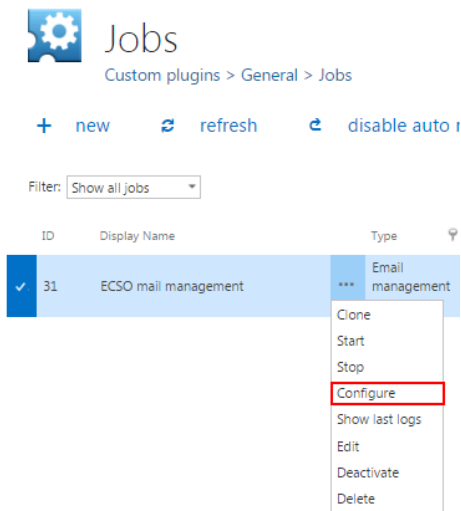 Jobs
Custom plugins > General > Jobs
+ new refresh disable auto
Filter: Show all jobs
ID Display Name Type
31 ECSO mail management ... Email
management
Clone
Start
Stop
Configure
Show last logs
Edit
Deactivate
Delete